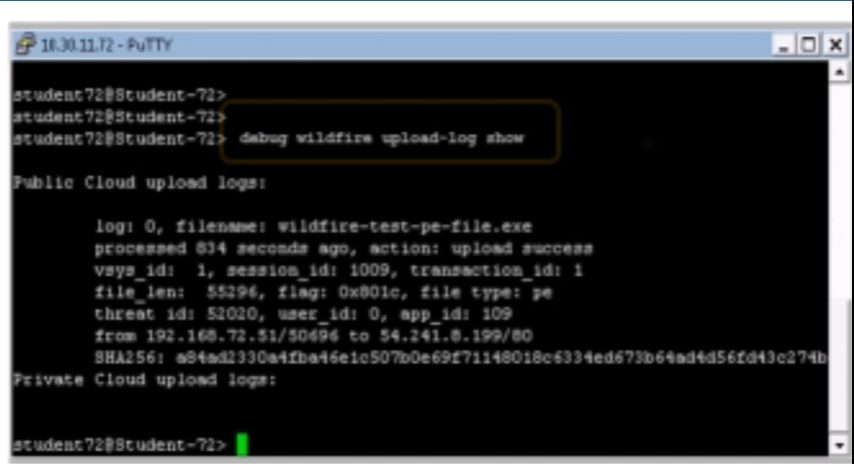 10.30.11.72 - PuTTY
student72@Student-72>
student72@Student-72>
student72@Student-72> debug wildfire upload-log show
Public Cloud upload logs:
log: 0, filename: wildfire-test-pe-file.exe
processed 834 seconds ago, action: upload success
vsys_id: 1, session_id: 1009, transaction_id: 1
file_len: 55296, flag: 0x801c, file type: pe
threat id: 52020, user_id: 0, app_id: 109
from 192.168.72.51/50696 to 54.241.8.199/80
SHA256:
Private Cloud upload logs:
student72@Student-72>